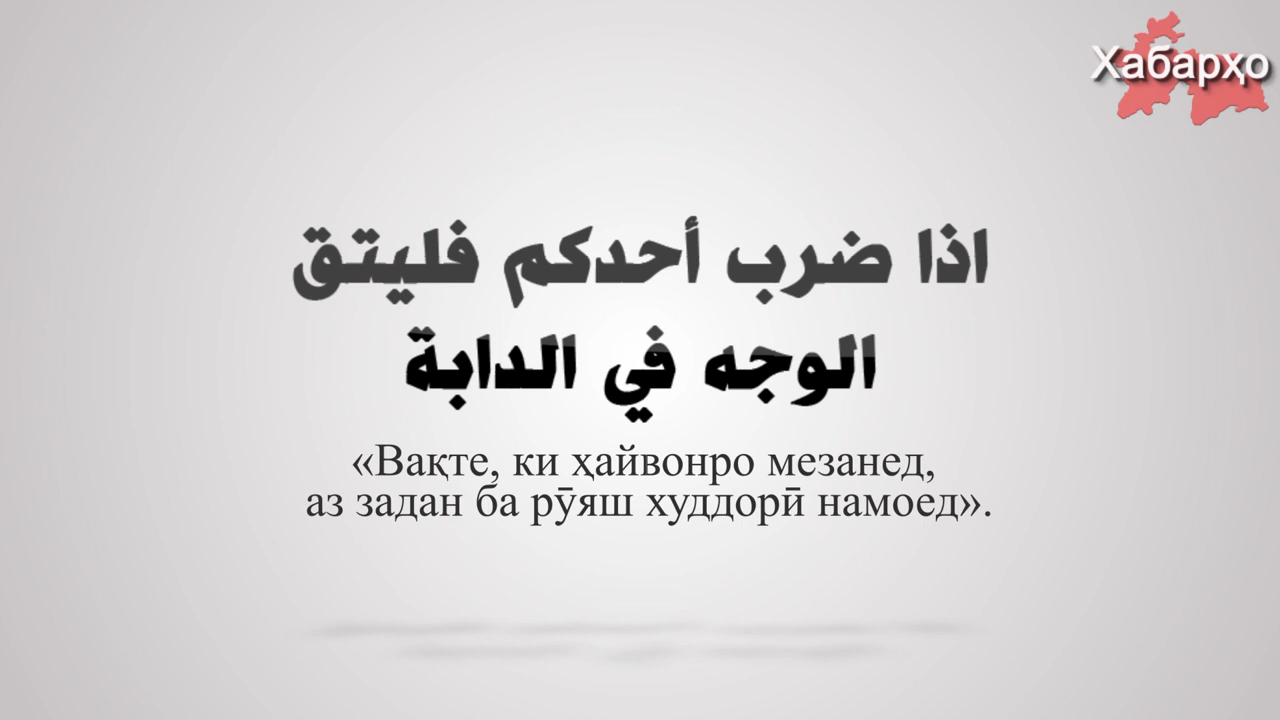 Хабарҳо
اذا ضرب أحدكم فليتق
الوجه في الدابة
«Вақте, ки ҳайвонро мезанед,
аз задан ба рӯяш худдорӣ намоед».